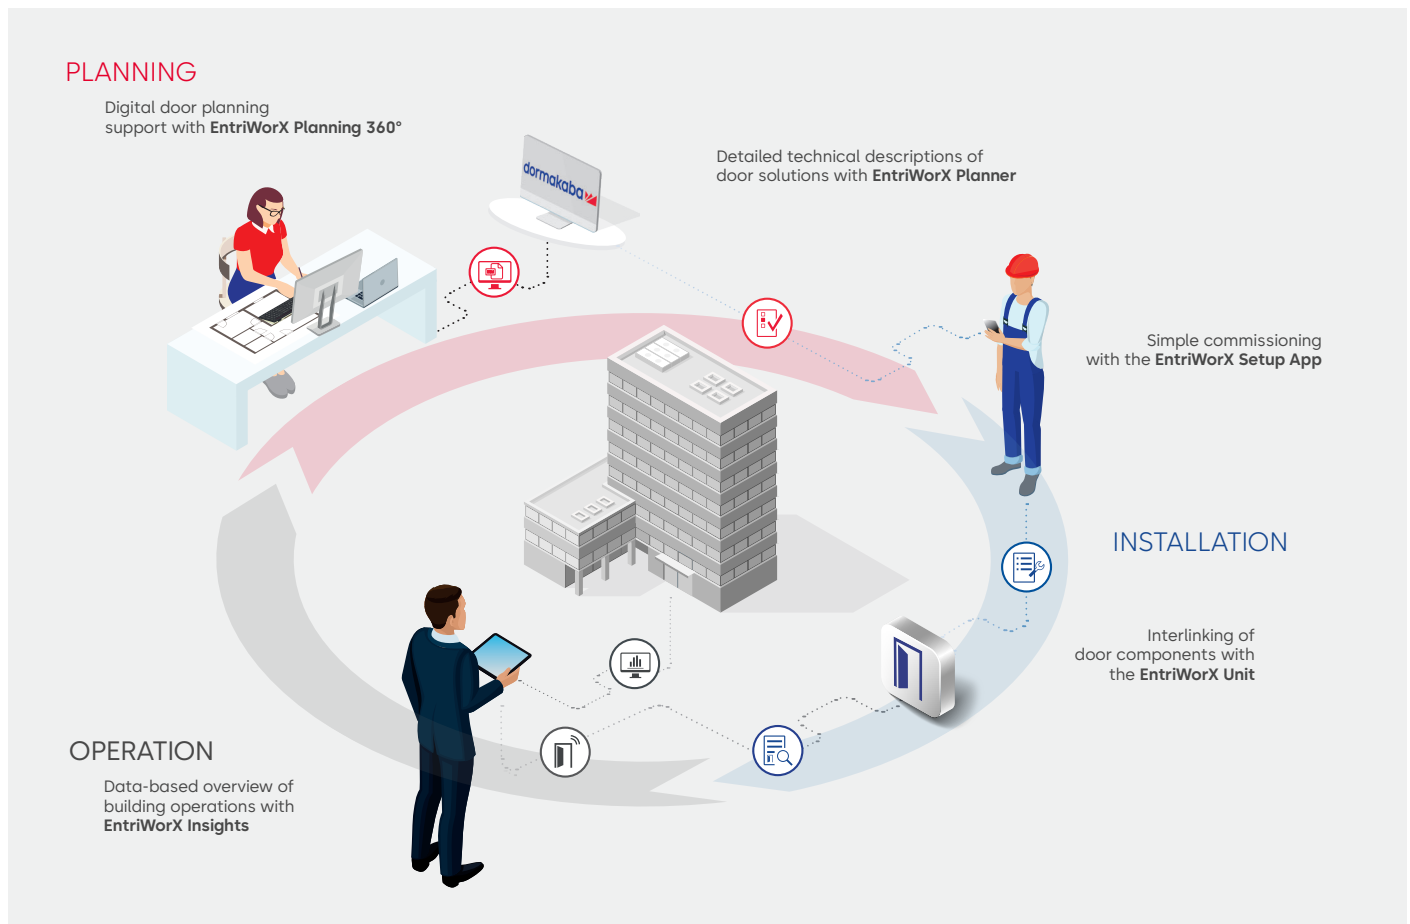 PLANNING
Digital door planning
support with EntriWorX Planning 360°
dormakaba
Detailed technical descriptions of
door solutions with EntriWorX Planner
Simple commissioning
with the EntriWorX Setup App
INSTALLATION
Interlinking of
door components with
the EntriWorX Unit
OPERATION
Data-based overview of
building operations with
EntriWorX Insights